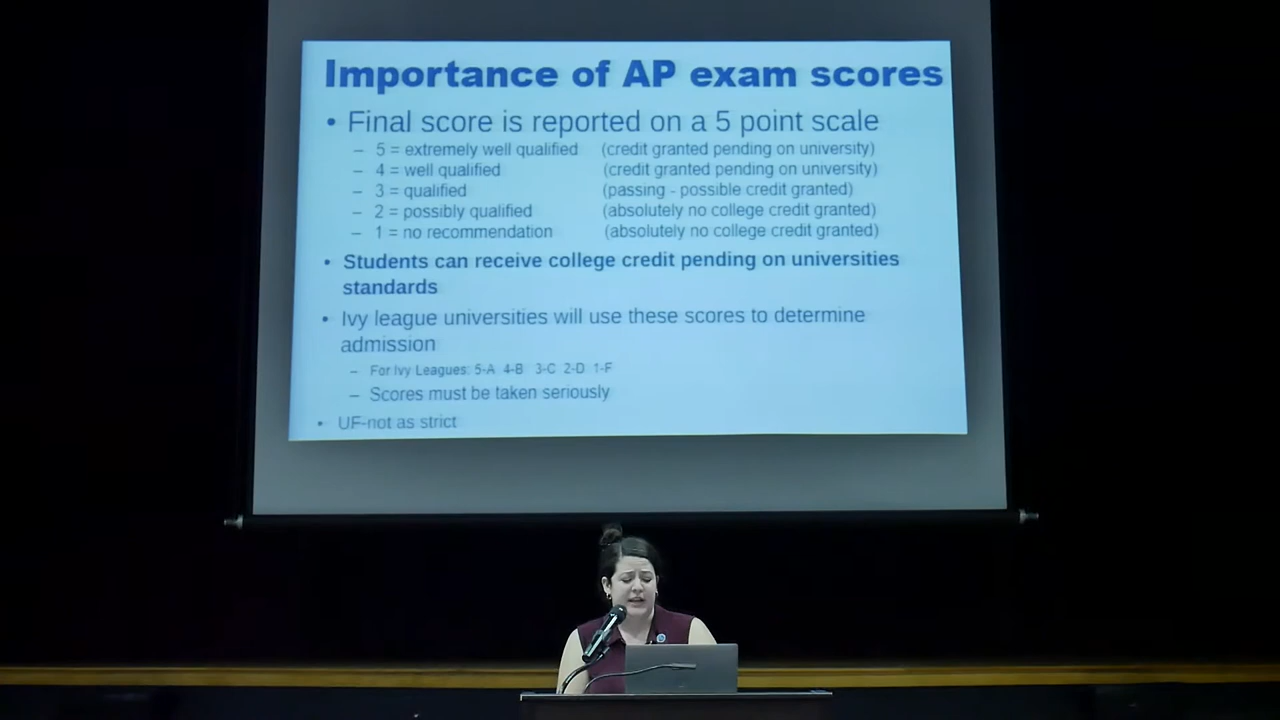 Importance of AP exam scores
• Final score is reported on a 5 point scale
– 5 = extremely well qualified (credit granted pending on university)
– 4 = well qualified (credit granted pending on university)
– 3 = qualified (passing - possible credit granted)
– 2 = possibly qualified (absolutely no college credit granted)
– 1 = no recommendation (absolutely no college credit granted)
• Students can receive college credit pending on universities
standards
• Ivy league universities will use these scores to determine
admission
– For Ivy Leagues: 5-A 4-B 3-C 2-D 1-F
– Scores must be taken seriously
• UF-not as strict